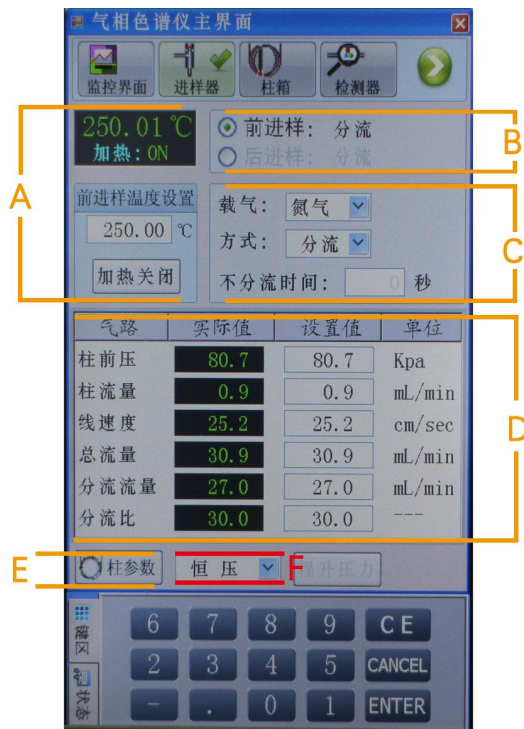 气相色谱仪主界面
监控界面 进样器 柱箱 检测器
250.01℃
加热:ON
前进样: 分流
后进样: 分流
B
A
前进样温度设置
250.00 ℃
加热关闭
载气: 氮气
方式: 分流
不分流时间: 0 秒
C
气路 实际值 设置值 单位
柱前压 80.7 80.7 Kpa
柱流量 0.9 0.9 mL/min
线速度 25.2 25.2 cm/sec
总流量 30.9 30.9 mL/min
分流流量 27.0 27.0 mL/min
分流比 30.0 30.0 ---
D
E 柱参数 恒压 F 提升压力
键区
状态
6 7 8 9 CE
2 3 4 5 CANCEL
- . 0 1 ENTER